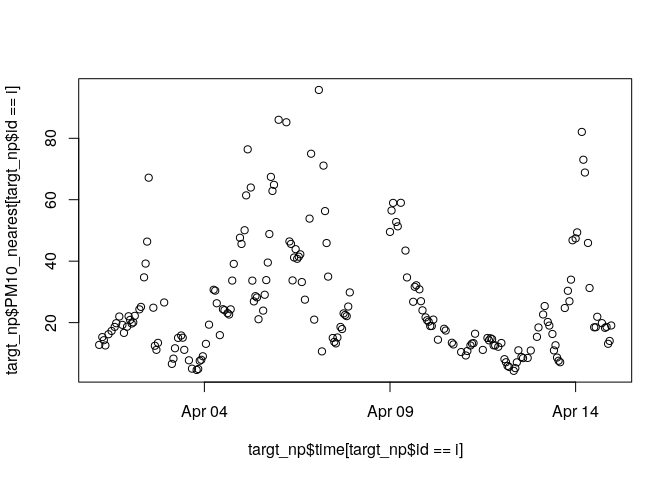 targt_np$PM10_nearest[targt_np$id == i]
80
60
40
20
Apr 04
Apr 09
Apr 14
targt_np$time[targt_np$id == i]